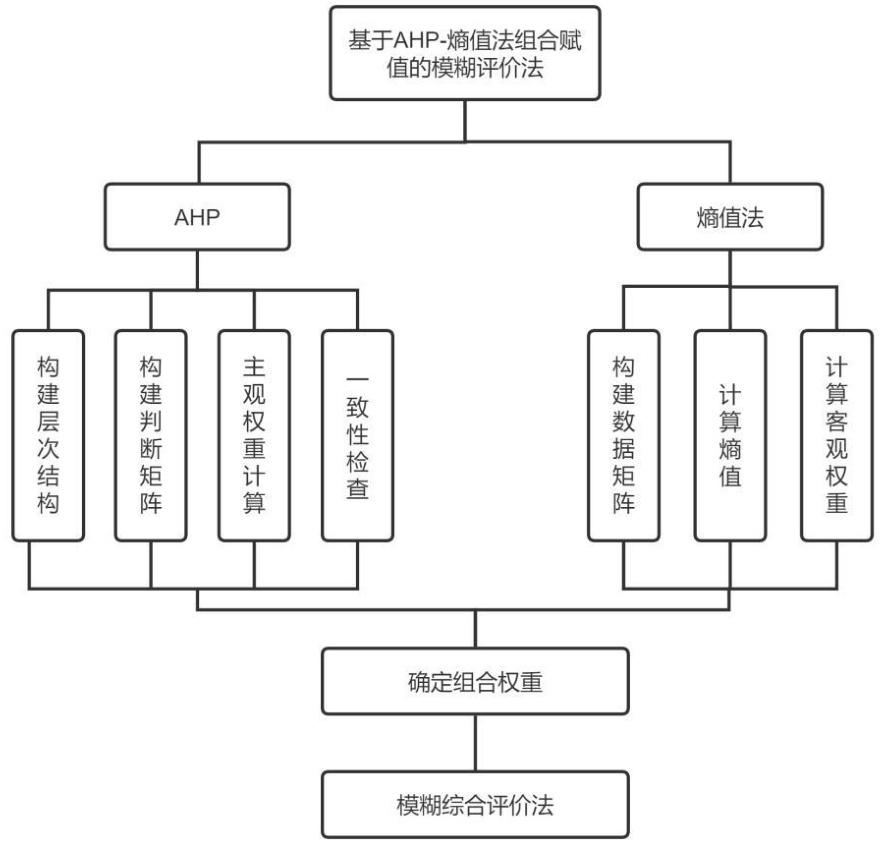 基于AHP-熵值法组合赋
值的模糊评价法
AHP
熵值法
构建层次结构
构建判断矩阵
主观权重计算
一致性检查
构建数据矩阵
计算熵值
计算客观权重
确定组合权重
模糊综合评价法